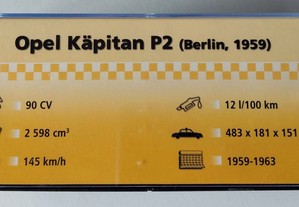 Opel Käpitan P2 (Berlin, 1959)
90 CV
12 l/100 km
2 598 cm³
483 x 181 x 151
145 km/h
1959-1963